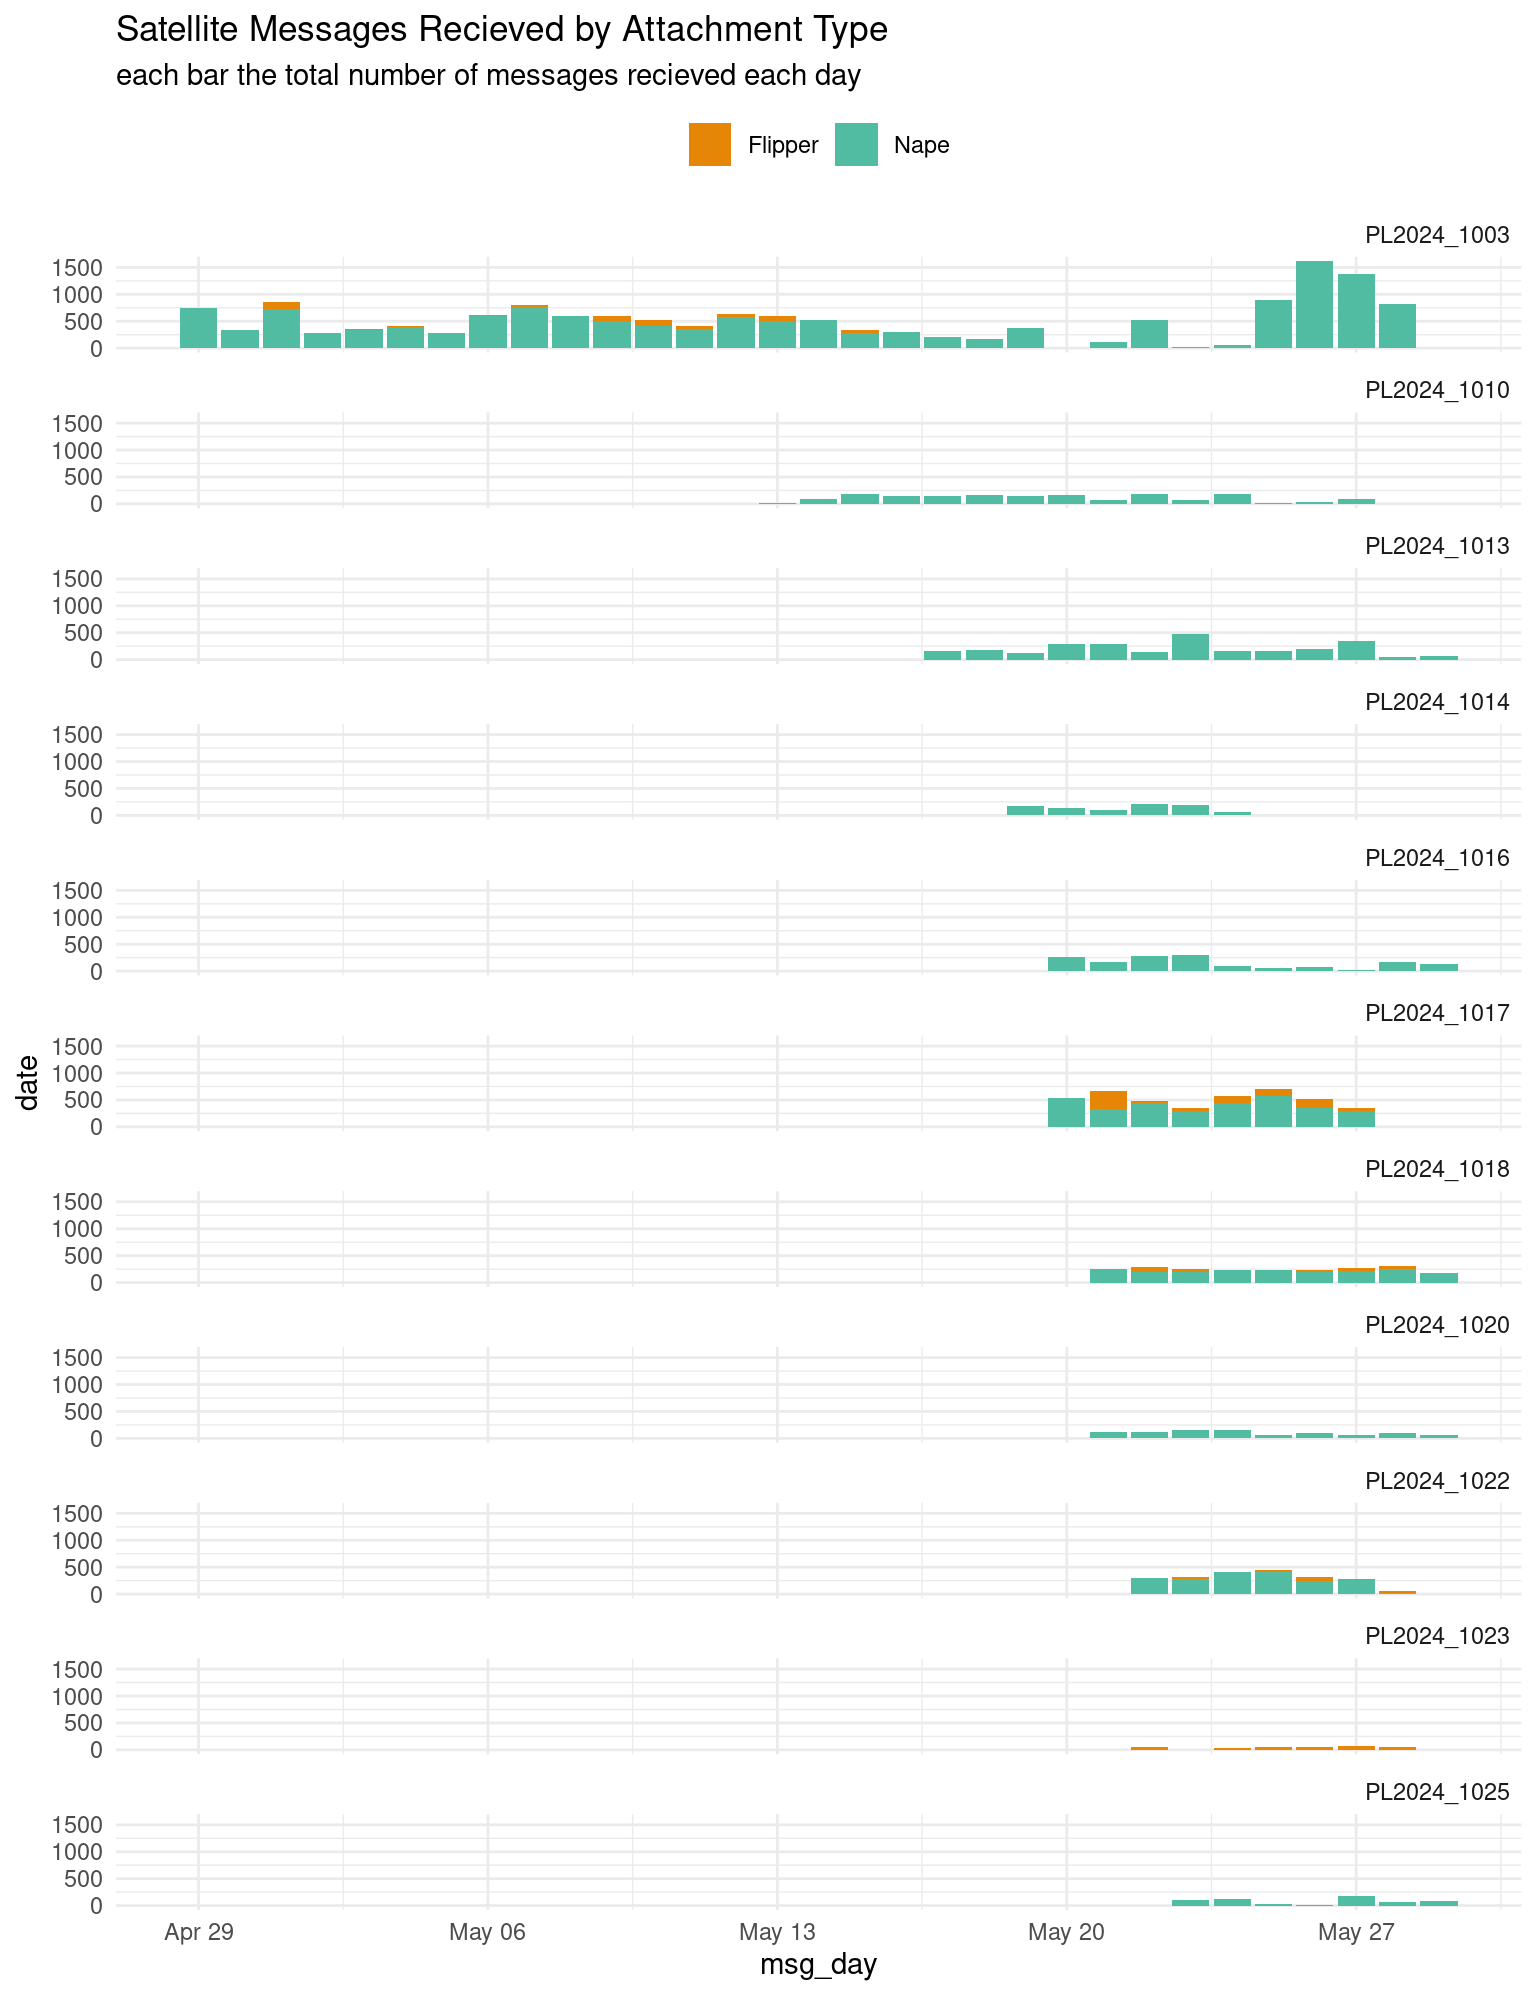 Satellite Messages Recieved by Attachment Type
each bar the total number of messages recieved each day
Flipper Nape
PL2024_1003
1500
1000
500
0
PL2024_1010
1500
1000
500
0
PL2024_1013
1500
1000
500
0
PL2024_1014
1500
1000
500
0
PL2024_1016
1500
1000
500
0
PL2024_1017
1500
1000
500
0
date
PL2024_1018
1500
1000
500
0
PL2024_1020
1500
1000
500
0
PL2024_1022
1500
1000
500
0
PL2024_1023
1500
1000
500
0
PL2024_1025
1500
1000
500
0
Apr 29 May 06 May 13 May 20 May 27
msg_day